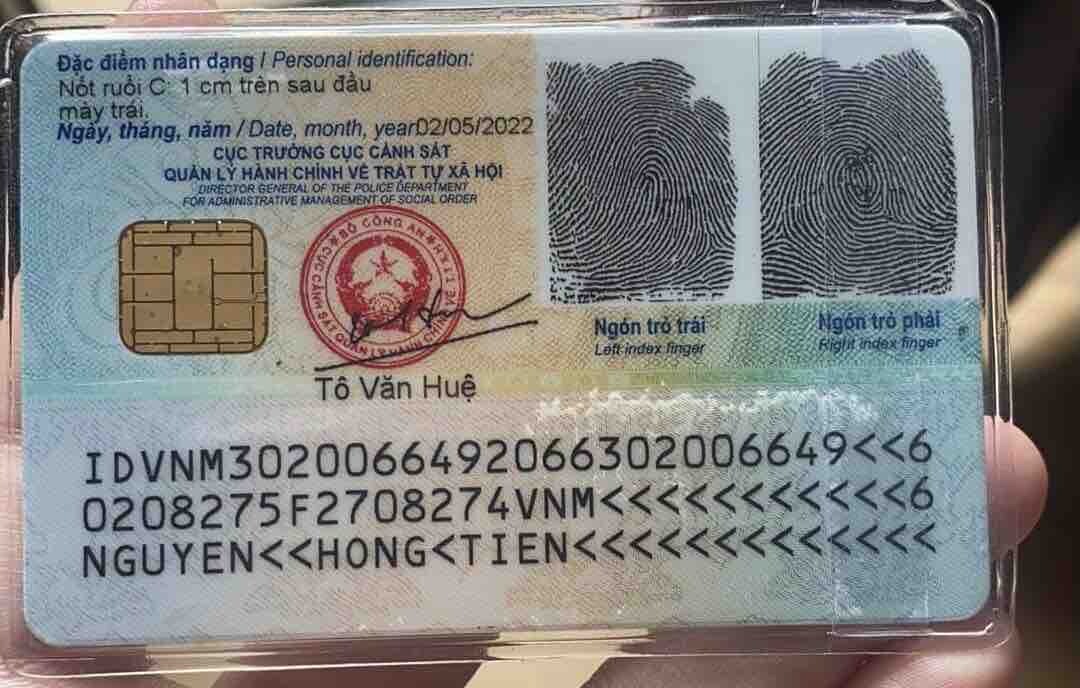 Đặc điểm nhân dạng / Personal identification:
Nốt ruồi C: 1 cm trên sau đầu
mày trái.
Ngày, tháng, năm / Date, month, year02/05/2022
CỤC TRƯỞNG CỤC CẢNH SÁT
QUẢN LÝ HÀNH CHÍNH VỀ TRẬT TỰ XÃ HỘI
DIRECTOR GENERAL OF THE POLICE DEPARTMENT
FOR ADMINISTRATIVE MANAGEMENT OF SOCIAL ORDER
BỘ CÔNG AN
Tô Văn Huệ
Ngón trỏ trái
Left index finger
Ngón trỏ phải
Right index finger
IDVNM3020066492066302006649<<6
0208275F2708274VNM<<<<<<<<<<<6
NGUYEN<<HONG<TIEN<<<<<<<<<<<<<